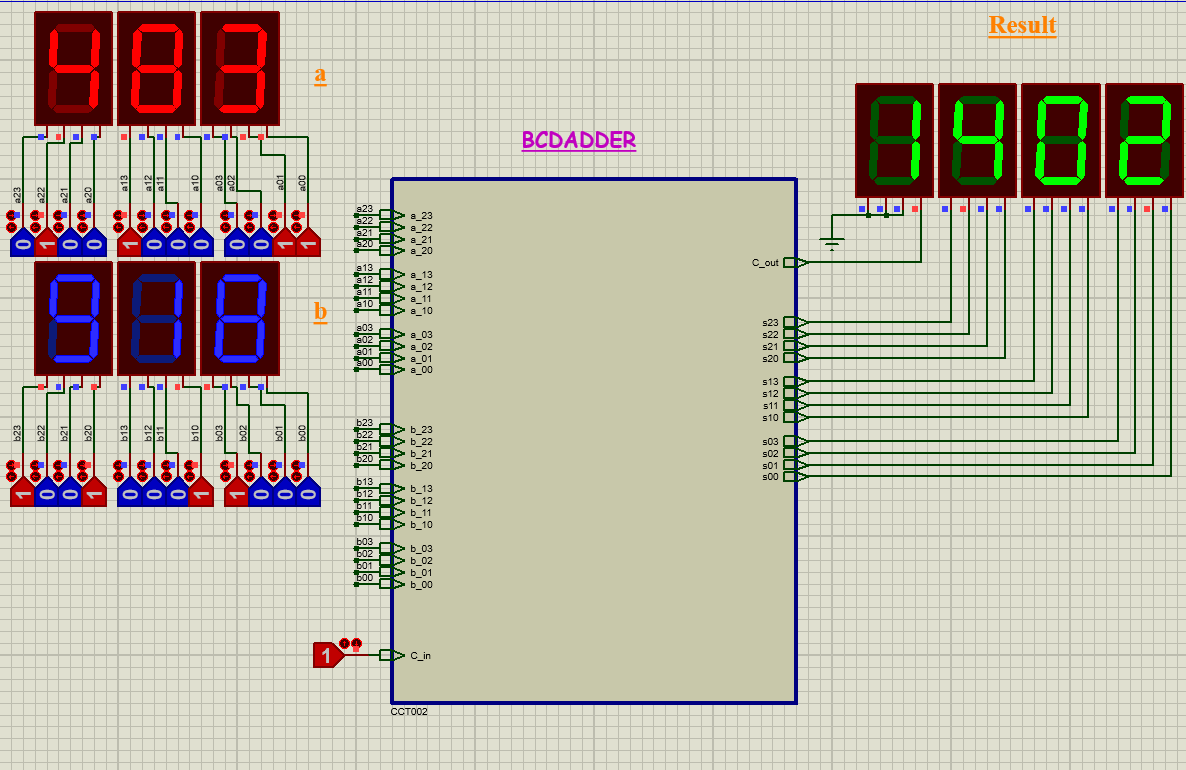 Result
483
a
1402
BCDADDER
a23 a22 a21 a20 a13 a12 a11 a10 a03 a02 a01 a00
0 1 0 0 1 0 0 0 0 0 1 1
918
b
b23 b22 b21 b20 b13 b12 b11 b10 b03 b02 b01 b00
1 0 0 1 0 0 0 1 1 0 0 0
a23 a_23
a22 a_22
a21 a_21
a20 a_20
a13 a_13
a12 a_12
a11 a_11
a10 a_10
a03 a_03
a02 a_02
a01 a_01
a00 a_00
b23 b_23
b22 b_22
b21 b_21
b20 b_20
b13 b_13
b12 b_12
b11 b_11
b10 b_10
b03 b_03
b02 b_02
b01 b_01
b00 b_00
1 C_in
C_out
s23
s22
s21
s20
s13
s12
s11
s10
s03
s02
s01
s00
CCT002